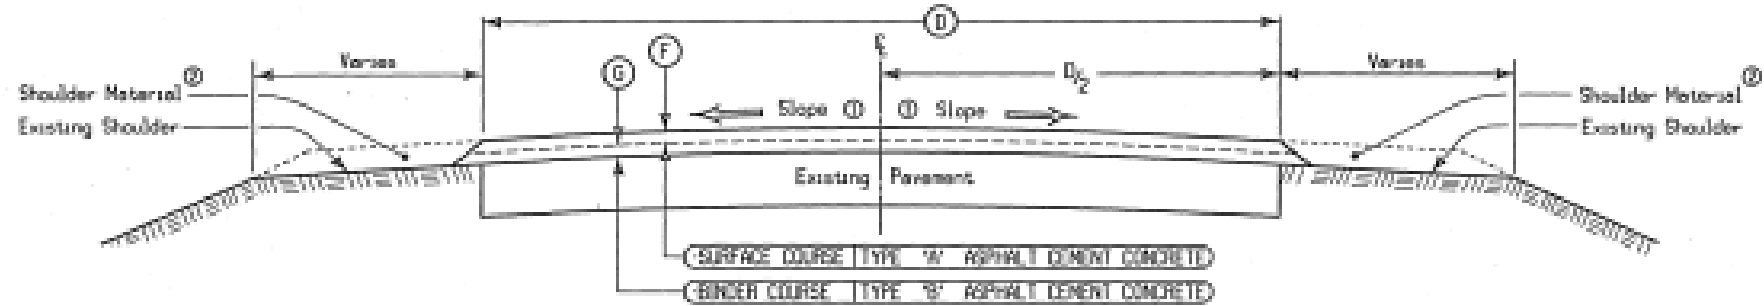 D
F
G
℄
Varies
D/2
Varies
Shoulder Material ②
Existing Shoulder
Slope ① ① Slope
Shoulder Material ②
Existing Shoulder
Existing Pavement
SURFACE COURSE TYPE "A" ASPHALT CEMENT CONCRETE
BINDER COURSE TYPE "B" ASPHALT CEMENT CONCRETE